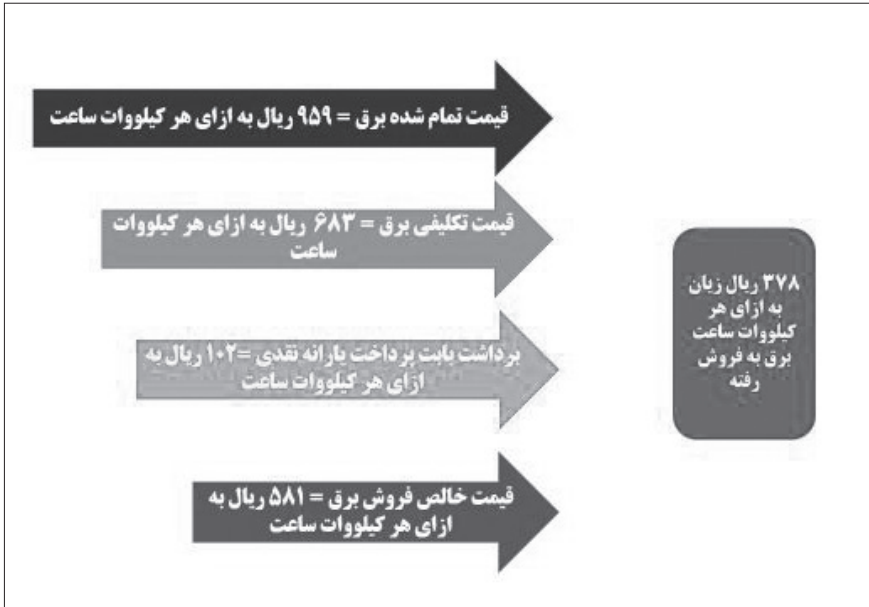 قیمت تمام شده برق = ۹۵۹ ریال به ازای هر کیلووات ساعت
قیمت تکلیفی برق = ۶۸۳ ریال به ازای هر کیلووات
ساعت
برداشت بابت پرداخت یارانه نقدی =۱۰۲ ریال به
ازای هر کیلووات ساعت
قیمت خالص فروش برق = ۵۸۱ ریال به
ازای هر کیلووات ساعت
۳۷۸ ریال زیان
به ازای هر
کیلووات ساعت
برق به فروش
رفته